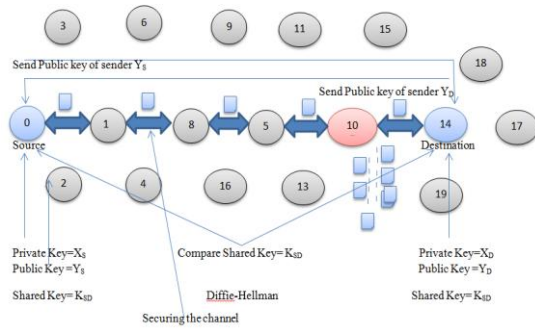 3
6
9
11
15
18
Send Public key of sender YS
Send Public key of sender YD
0
1
8
5
10
14
17
Source
Destination
2
4
16
13
19
Private Key=XS
Public Key=YS
Shared Key= KSD
Compare Shared Key=KSD
Private Key=XD
Public Key=YD
Shared Key= KSD
Diffie-Hellman
Securing the channel